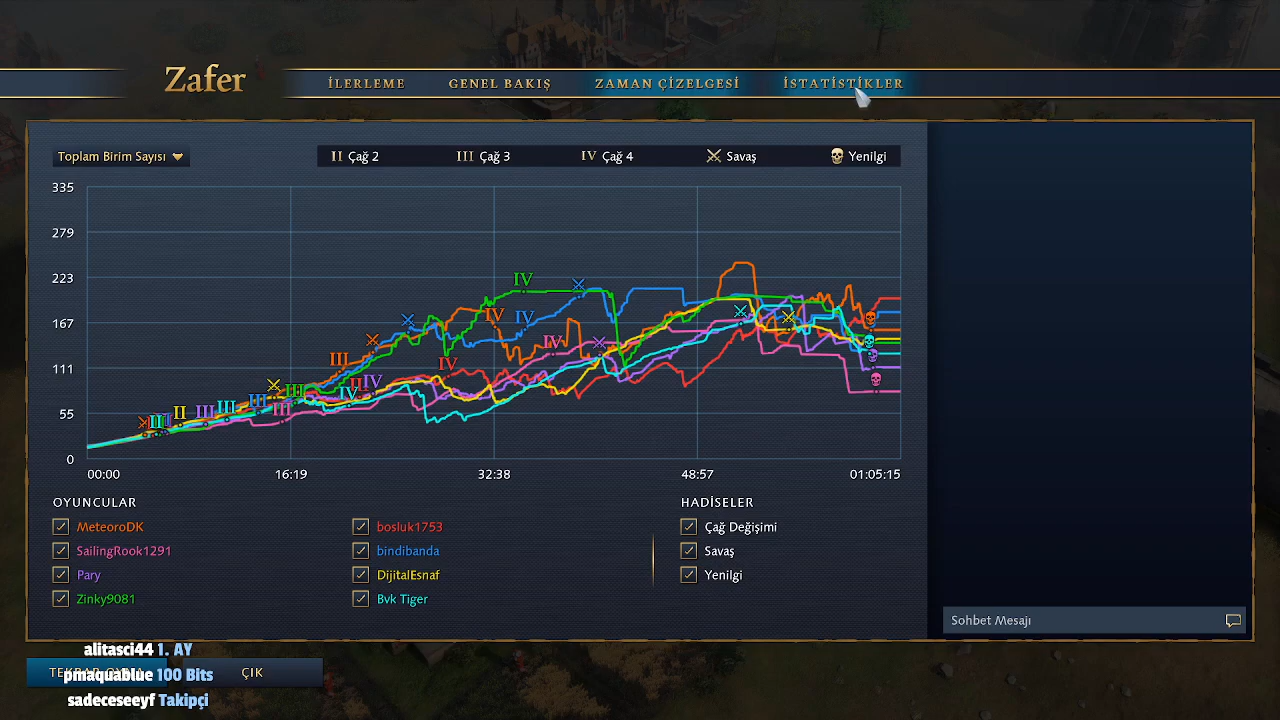 Zafer
İLERLEME
GENEL BAKIŞ
ZAMAN ÇİZELGESİ
İSTATİSTİKLER
Toplam Birim Sayısı
II Çağ 2
III Çağ 3
IV Çağ 4
Savaş
Yenilgi
335
279
223
167
111
55
0
00:00
16:19
32:38
48:57
01:05:15
OYUNCULAR
MeteoroDK
SailingRook1291
Pary
Zinky9081
bosluk1753
bindibanda
DijitalEsnaf
Bvk Tiger
HADİSELER
Çağ Değişimi
Savaş
Yenilgi
Sohbet Mesajı
ÇIK
alitasci44 1. AY
pmaquablue 100 Bits
sadeceseeyf Takipçi